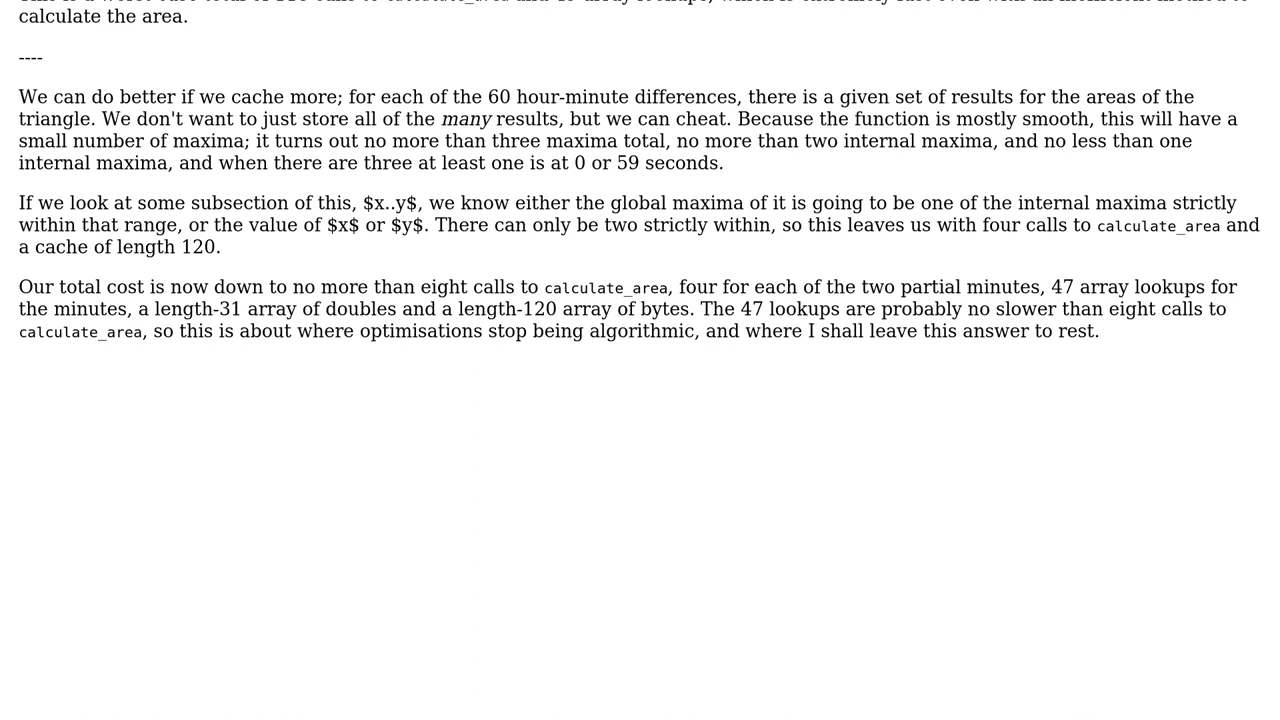 calculate the area.
----
We can do better if we cache more; for each of the 60 hour-minute differences, there is a given set of results for the areas of the
triangle. We don't want to just store all of the many results, but we can cheat. Because the function is mostly smooth, this will have a
small number of maxima; it turns out no more than three maxima total, no more than two internal maxima, and no less than one
internal maxima, and when there are three at least one is at 0 or 59 seconds.
If we look at some subsection of this, $x..y$, we know either the global maxima of it is going to be one of the internal maxima strictly
within that range, or the value of $x$ or $y$. There can only be two strictly within, so this leaves us with four calls to calculate_area and
a cache of length 120.
Our total cost is now down to no more than eight calls to calculate_area, four for each of the two partial minutes, 47 array lookups for
the minutes, a length-31 array of doubles and a length-120 array of bytes. The 47 lookups are probably no slower than eight calls to
calculate_area, so this is about where optimisations stop being algorithmic, and where I shall leave this answer to rest.